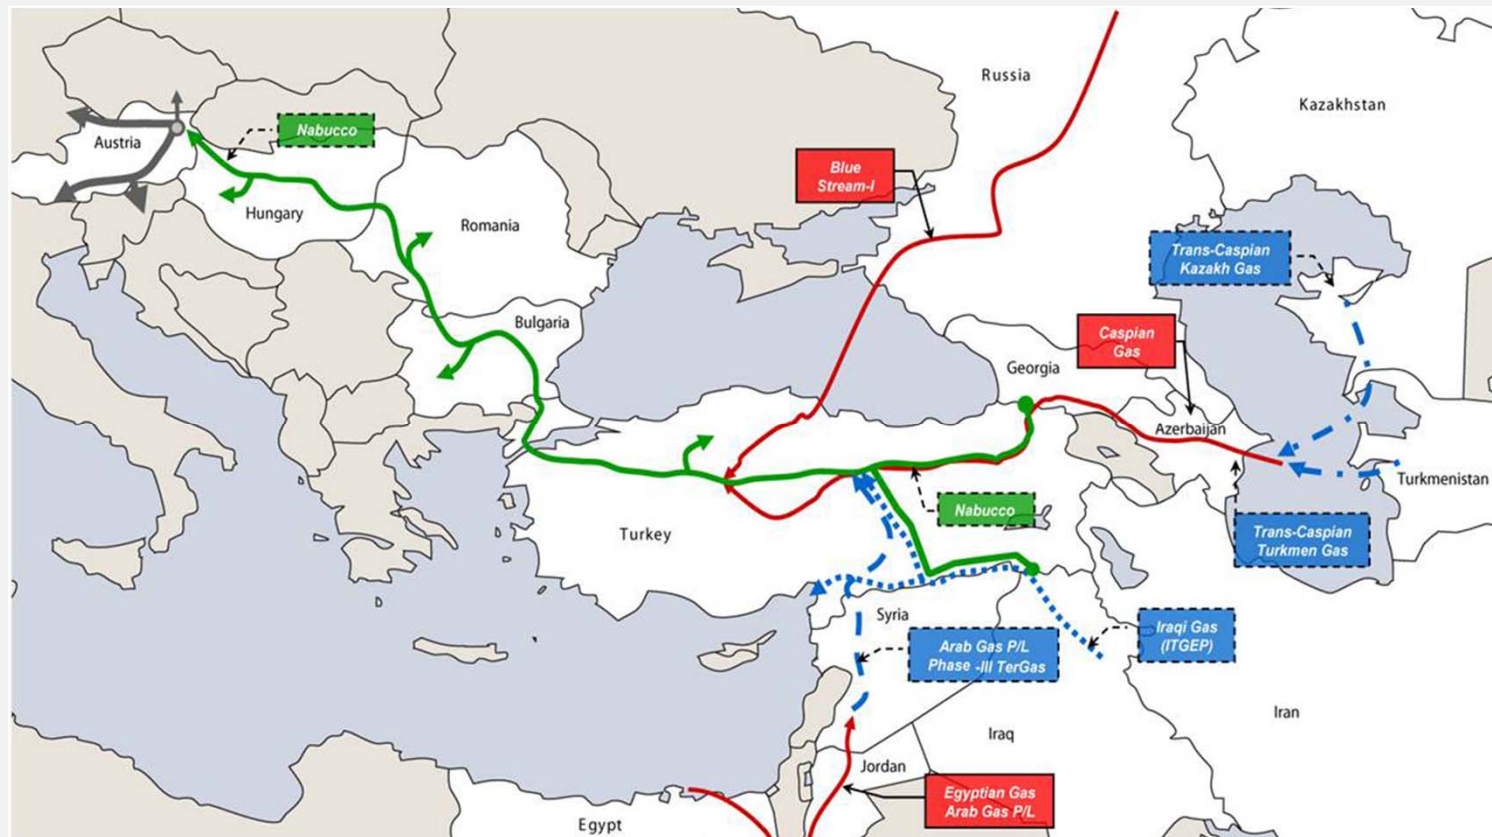 Russia
Kazakhstan
Nabucco
Austria
Blue
Stream-I
Hungary
Romania
Trans-Caspian
Kazakh Gas
Bulgaria
Caspian
Gas
Georgia
Azerbaijan
Turkmenistan
Nabucco
Turkey
Trans-Caspian
Turkmen Gas
Syria
Iraqi Gas
(ITGEP)
Arab Gas P/L
Phase -III TerGas
Iran
Iraq
Jordan
Egyptian Gas
Arab Gas P/L
Egypt